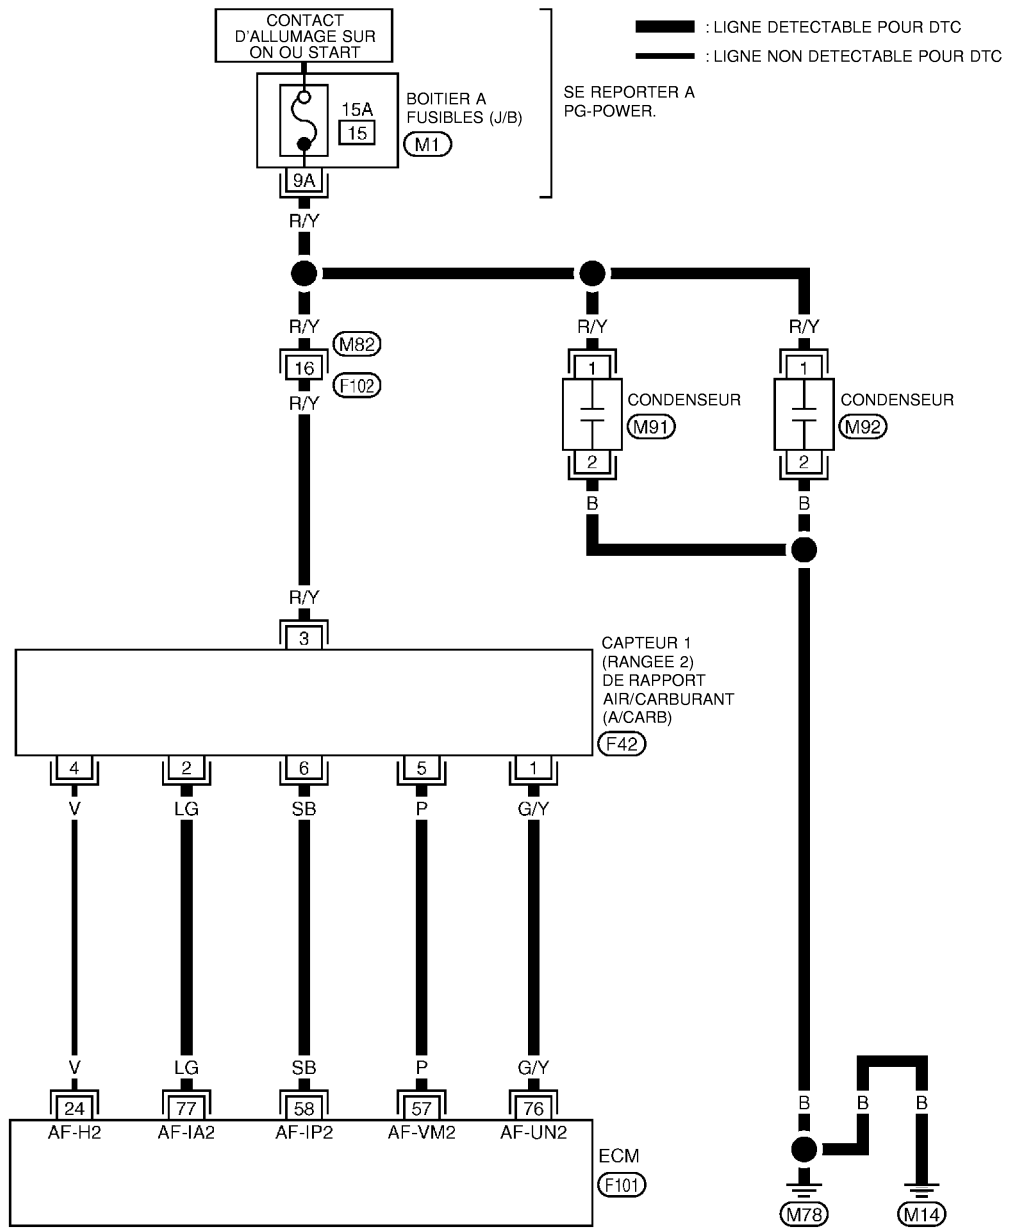 CONTACT
D'ALLUMAGE SUR
ON OU START
: LIGNE DETECTABLE POUR DTC
: LIGNE NON DETECTABLE POUR DTC
15A
15
BOITIER A
FUSIBLES (J/B)
M1
SE REPORTER A
PG-POWER.
9A
R/Y
R/Y
R/Y
R/Y
M82
16
F102
R/Y
1
1
CONDENSEUR
M91
CONDENSEUR
M92
2
2
B
B
R/Y
3
CAPTEUR 1
(RANGEE 2)
DE RAPPORT
AIR/CARBURANT
(A/CARB)
F42
4
2
6
5
1
V
LG
SB
P
G/Y
V
LG
SB
P
G/Y
B
B
B
24
77
58
57
76
AF-H2
AF-IA2
AF-IP2
AF-VM2
AF-UN2
ECM
F101
M78
M14